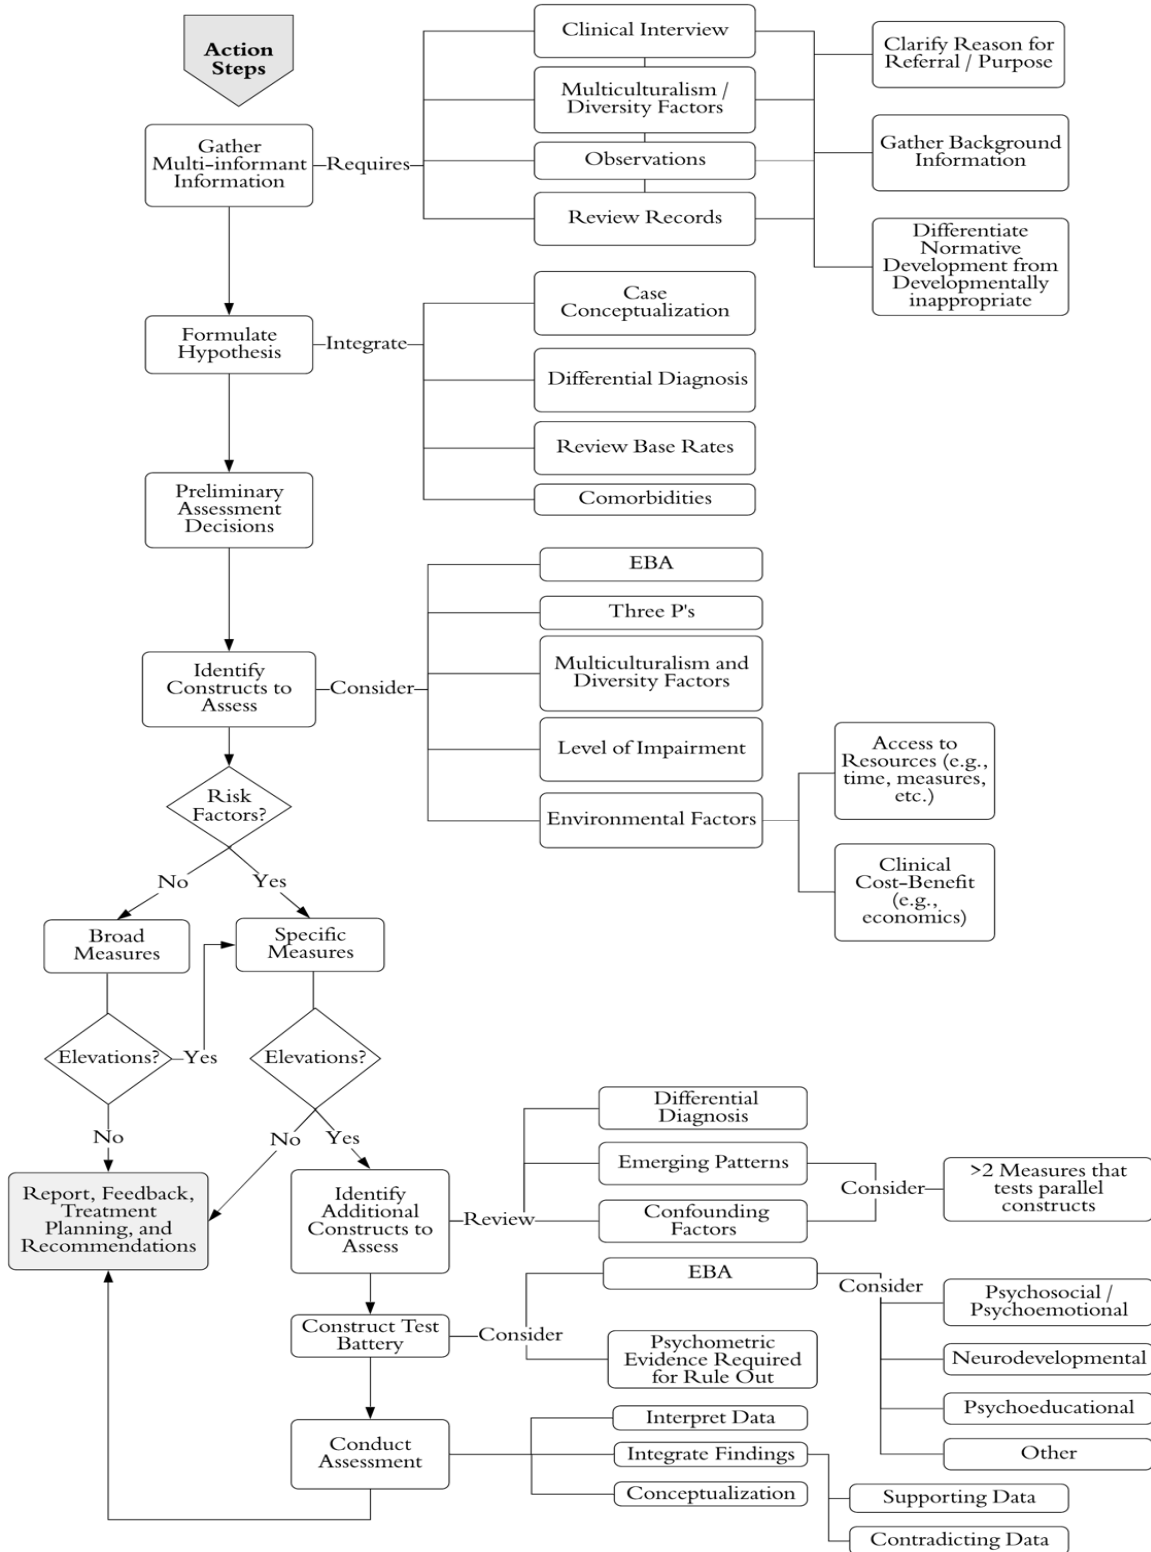 Action
Steps
Gather
Multi-informant
Information
Requires
Clinical Interview
Multiculturalism /
Diversity Factors
Observations
Review Records
Clarify Reason for
Referral / Purpose
Gather Background
Information
Differentiate
Normative
Development from
Developmentally
inappropriate
Formulate
Hypothesis
Integrate
Case
Conceptualization
Differential Diagnosis
Review Base Rates
Comorbidities
Preliminary
Assessment
Decisions
Identify
Constructs to
Assess
Consider
EBA
Three P's
Multiculturalism and
Diversity Factors
Level of Impairment
Environmental Factors
Access to
Resources (e.g.,
time, measures,
etc.)
Clinical
Cost-Benefit
(e.g.,
economics)
Risk
Factors?
No
Yes
Broad
Measures
Specific
Measures
Elevations?
Yes
Elevations?
No
No
Yes
Report, Feedback,
Treatment
Planning, and
Recommendations
Identify
Additional
Constructs to
Assess
Review
Differential
Diagnosis
Emerging Patterns
Confounding
Factors
Consider
>2 Measures that
tests parallel
constructs
Construct Test
Battery
Consider
EBA
Psychometric
Evidence Required
for Rule Out
Consider
Psychosocial /
Psychoemotional
Neurodevelopmental
Psychoeducational
Other
Conduct
Assessment
Interpret Data
Integrate Findings
Conceptualization
Supporting Data
Contradicting Data